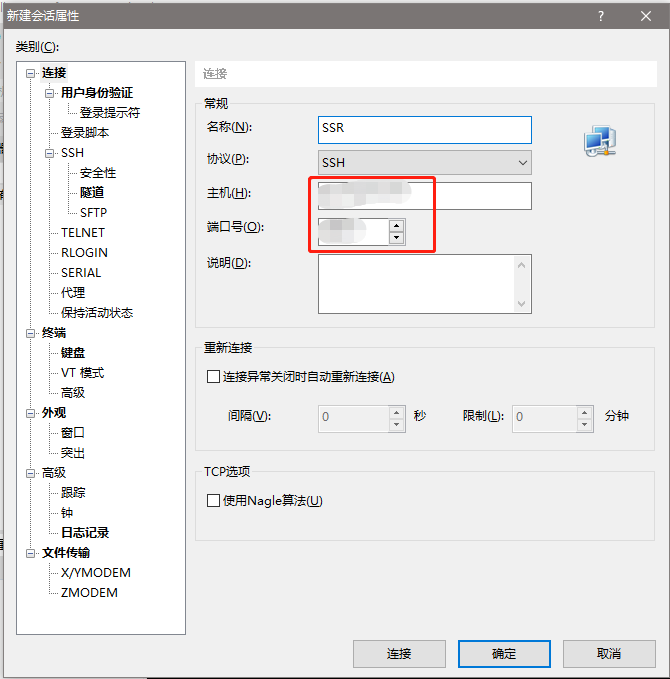 新建会话属性
类别(C):
连接
用户身份验证
登录提示符
登录脚本
SSH
安全性
隧道
SFTP
TELNET
RLOGIN
SERIAL
代理
保持活动状态
终端
键盘
VT 模式
高级
外观
窗口
突出
高级
跟踪
钟
日志记录
文件传输
X/YMODEM
ZMODEM
连接
常规
名称(N):
SSR
协议(P):
SSH
主机(H):
端口号(O):
说明(D):
重新连接
连接异常关闭时自动重新连接(A)
间隔(V): 0 秒 限制(L): 0 分钟
TCP选项
使用Nagle算法(U)
连接 确定 取消